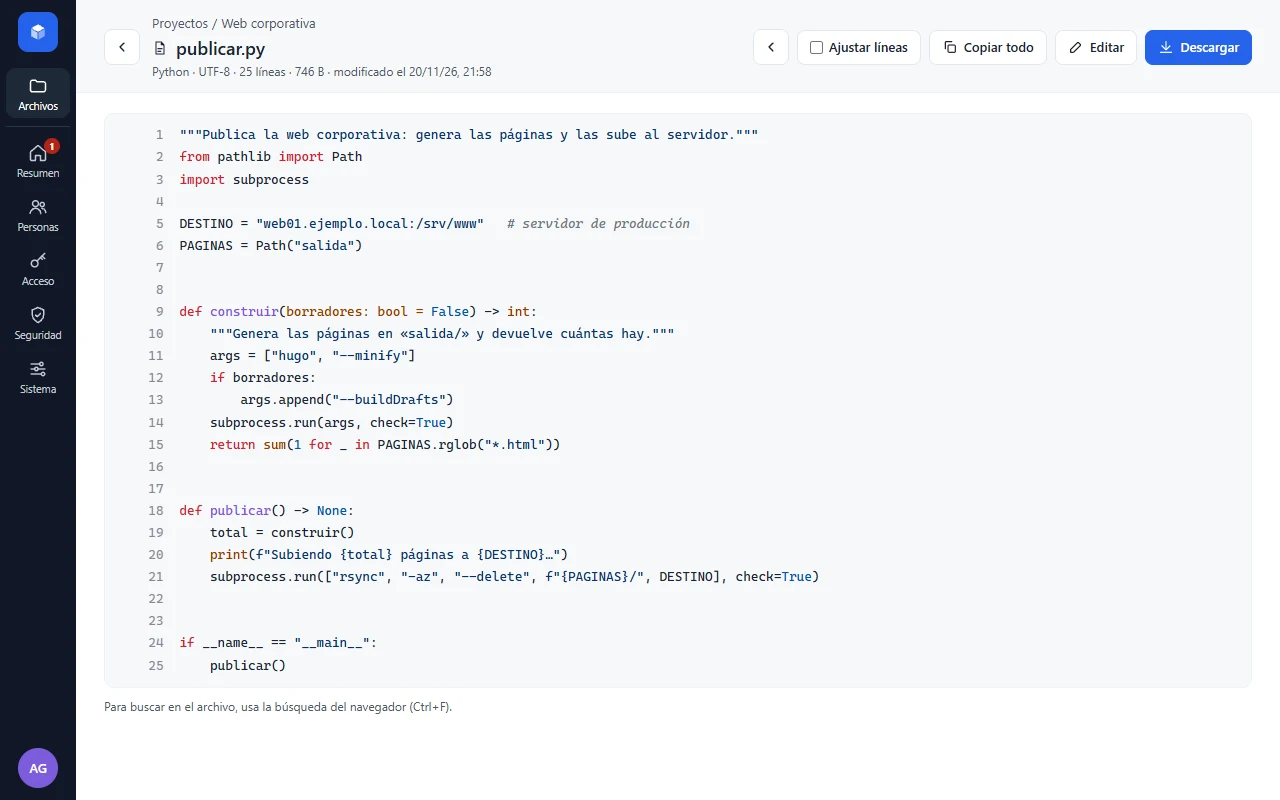 Proyectos / Web corporativa
publicar.py
Python · UTF-8 · 25 líneas · 746 B · modificado el 20/11/26, 21:58
Ajustar líneas
Copiar todo
Editar
Descargar
Archivos
1
Resumen
Personas
Acceso
Seguridad
Sistema
AG
1 """Publica la web corporativa: genera las páginas y las sube al servidor."""
2 from pathlib import Path
3 import subprocess
4
5 DESTINO = "web01.ejemplo.local:/srv/www"   # servidor de producción
6 PAGINAS = Path("salida")
7
8
9 def construir(borradores: bool = False) -> int:
10     """Genera las páginas en «salida/» y devuelve cuántas hay."""
11     args = ["hugo", "--minify"]
12     if borradores:
13         args.append("--buildDrafts")
14     subprocess.run(args, check=True)
15     return sum(1 for _ in PAGINAS.rglob("*.html"))
16
17
18 def publicar() -> None:
19     total = construir()
20     print(f"Subiendo {total} páginas a {DESTINO}…")
21     subprocess.run(["rsync", "-az", "--delete", f"{PAGINAS}/", DESTINO], check=True)
22
23
24 if __name__ == "__main__":
25     publicar()
Para buscar en el archivo, usa la búsqueda del navegador (Ctrl+F).